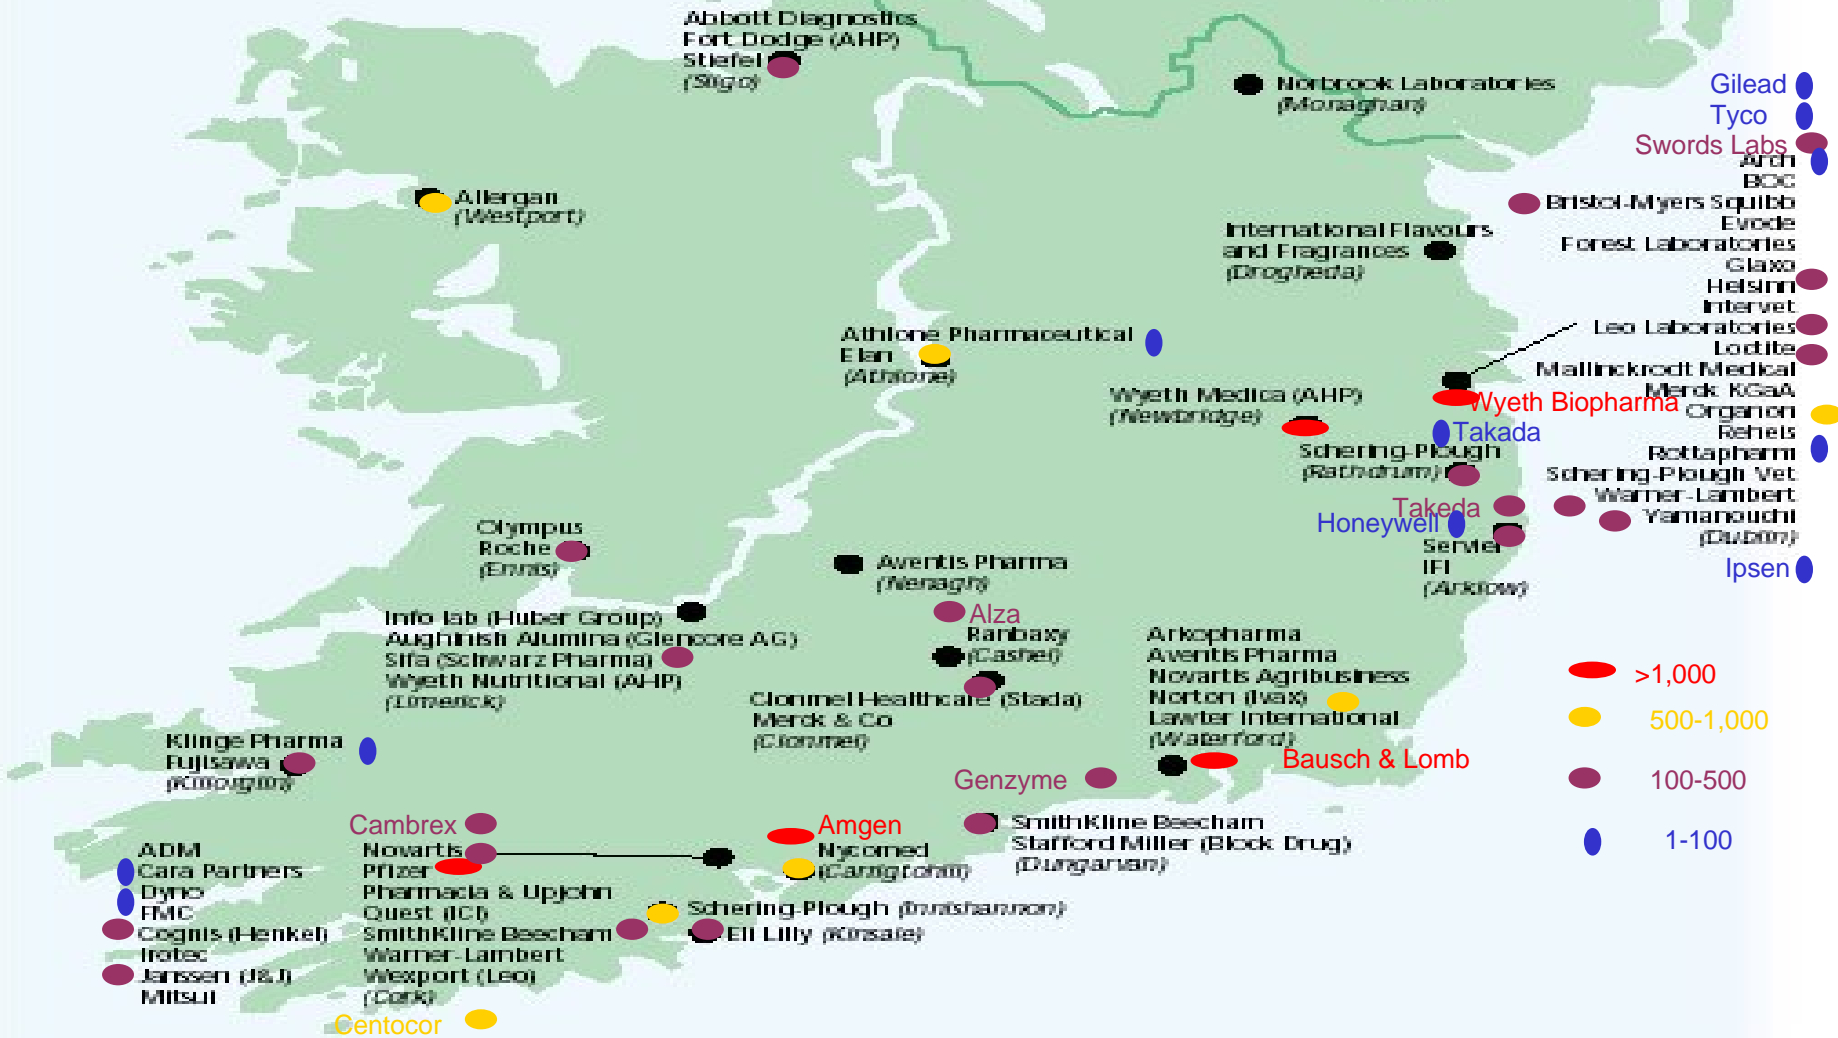 Abbott Diagnostics
Fort Dodge (AHP)
Stiefel
(Sligo)
Norbrook Laboratories
(Monaghan)
Gilead
Tyco
Swords Labs
Arch
BOC
Bristol-Myers Squibb
Evode
Forest Laboratories
Glaxo
Helsinn
Intervet
Leo Laboratories
Loctite
Mallinckrodt Medical
Merck KGaA
Organon
Reheis
Rottapharm
Schering-Plough Vet
Warner-Lambert
Yamanouchi
(Dublin)
Ipsen
Allergan
(Westport)
International Flavours
and Fragrances
(Drogheda)
Athlone Pharmaceutical
Elan
(Athlone)
Wyeth Medica (AHP)
(Newbridge)
Wyeth Biopharma
Takada
Schering-Plough
(Rathdrum)
Takeda
Honeywell
Servier
IFI
(Arklow)
Olympus
Roche
(Ennis)
Aventis Pharma
(Nenagh)
Info-lab (Huber Group)
Aughinish Alumina (Glencore AG)
Sifa (Schwarz Pharma)
Wyeth Nutritional (AHP)
(Limerick)
Alza
Ranbaxy
(Cashel)
Clonmel Healthcare (Stada)
Merck & Co
(Clonmel)
Arkopharma
Aventis Pharma
Novartis Agribusiness
Norton (Ivax)
Lawter International
(Waterford)
Bausch & Lomb
>1,000
500-1,000
100-500
1-100
Klinge Pharma
Fujisawa
(Killorglin)
Genzyme
Cambrex
Novartis
Pfizer
Pharmacia & Upjohn
Quest (ICI)
SmithKline Beecham
Warner-Lambert
Wexport (Leo)
(Cork)
Centocor
ADM
Cara Partners
Dyno
FMC
Cognis (Henkel)
Irotec
Janssen (J&J)
Mitsui
Amgen
Nycomed
(Carrigtohill)
Schering-Plough (Innishannon)
Eli Lilly (Kinsale)
SmithKline Beecham
Stafford Miller (Block Drug)
(Dungarvan)